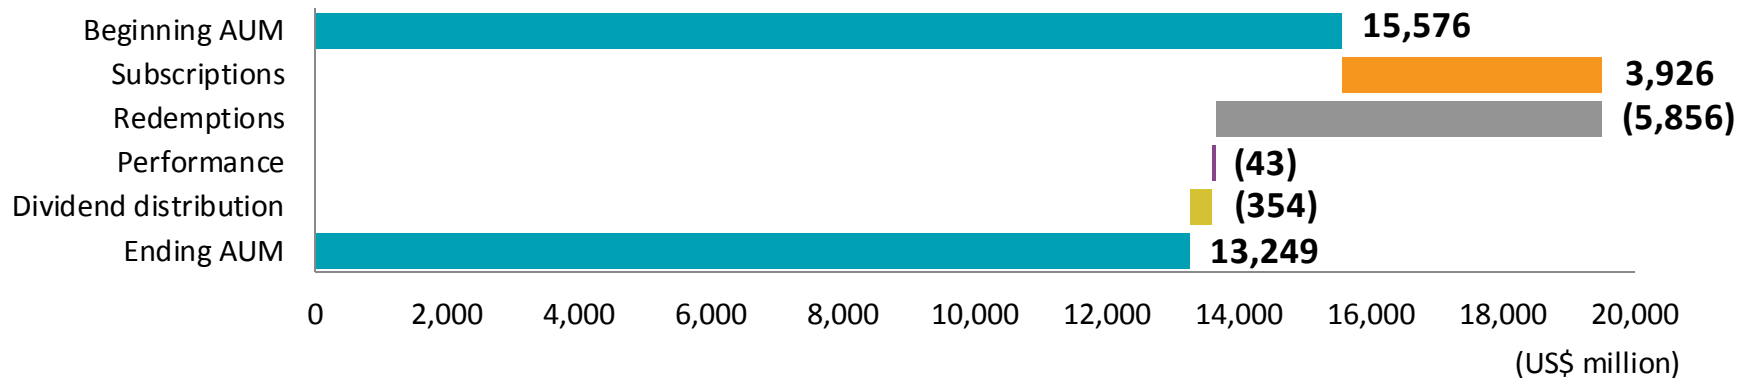 Beginning AUM 15,576
Subscriptions 3,926
Redemptions (5,856)
Performance (43)
Dividend distribution (354)
Ending AUM 13,249
0 2,000 4,000 6,000 8,000 10,000 12,000 14,000 16,000 18,000 20,000
(US$ million)